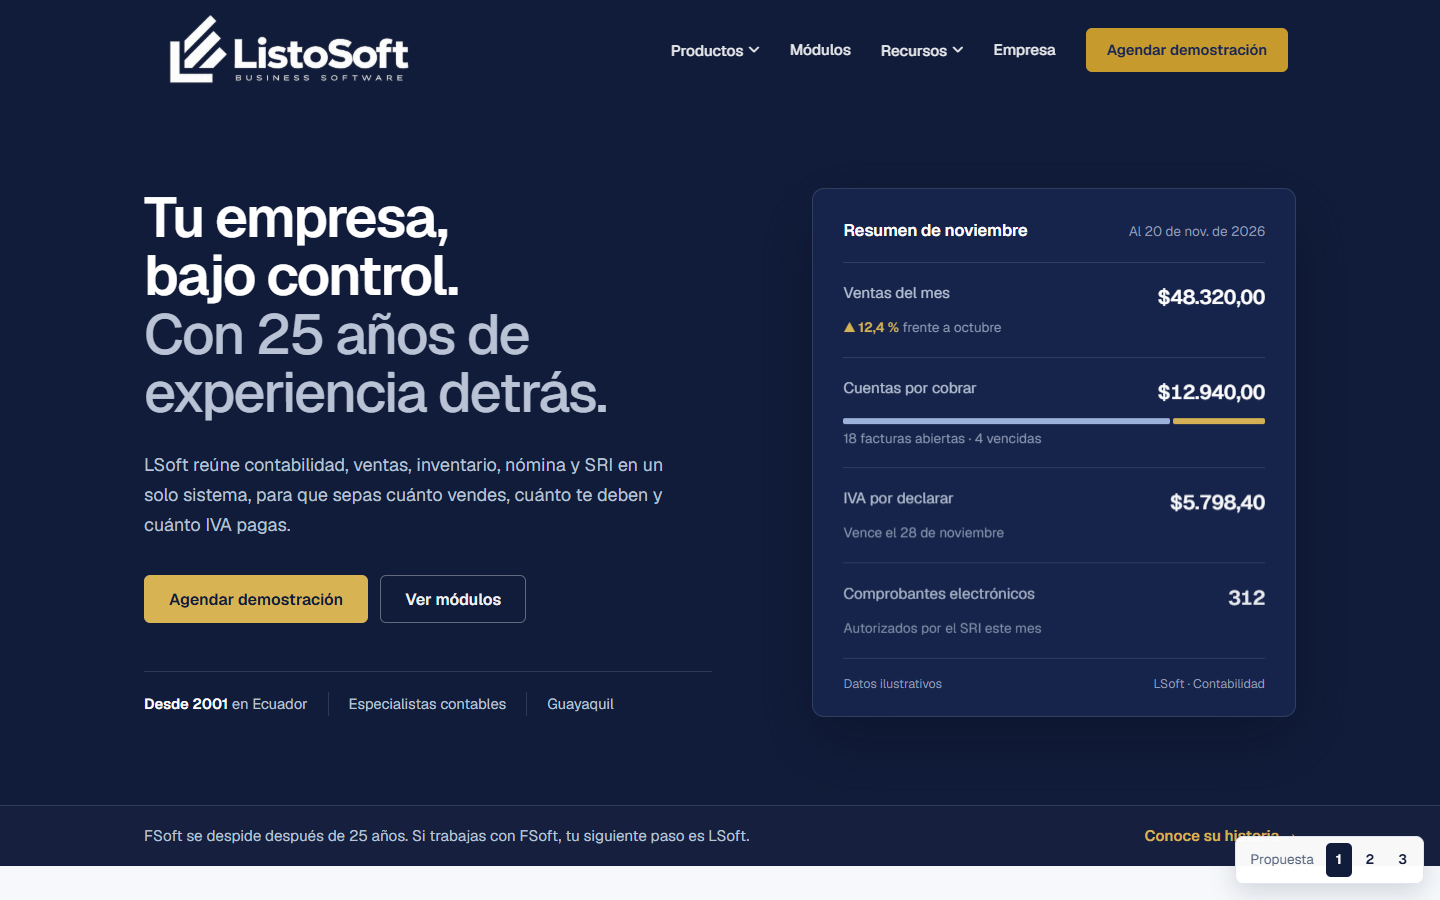 ListoSoft
BUSINESS SOFTWARE
Productos
Módulos
Recursos
Empresa
Agendar demostración
Tu empresa,
bajo control.
Con 25 años de
experiencia detrás.
LSoft reúne contabilidad, ventas, inventario, nómina y SRI en un
solo sistema, para que sepas cuánto vendes, cuánto te deben y
cuánto IVA pagas.
Agendar demostración
Ver módulos
Desde 2001 en Ecuador
Especialistas contables
Guayaquil
Resumen de noviembre
Al 20 de nov. de 2026
Ventas del mes
$48.320,00
▲ 12,4 % frente a octubre
Cuentas por cobrar
$12.940,00
18 facturas abiertas · 4 vencidas
IVA por declarar
$5.798,40
Vence el 28 de noviembre
Comprobantes electrónicos
312
Autorizados por el SRI este mes
Datos ilustrativos
LSoft · Contabilidad
FSoft se despide después de 25 años. Si trabajas con FSoft, tu siguiente paso es LSoft.
Conoce su historia
Propuesta
1
2
3